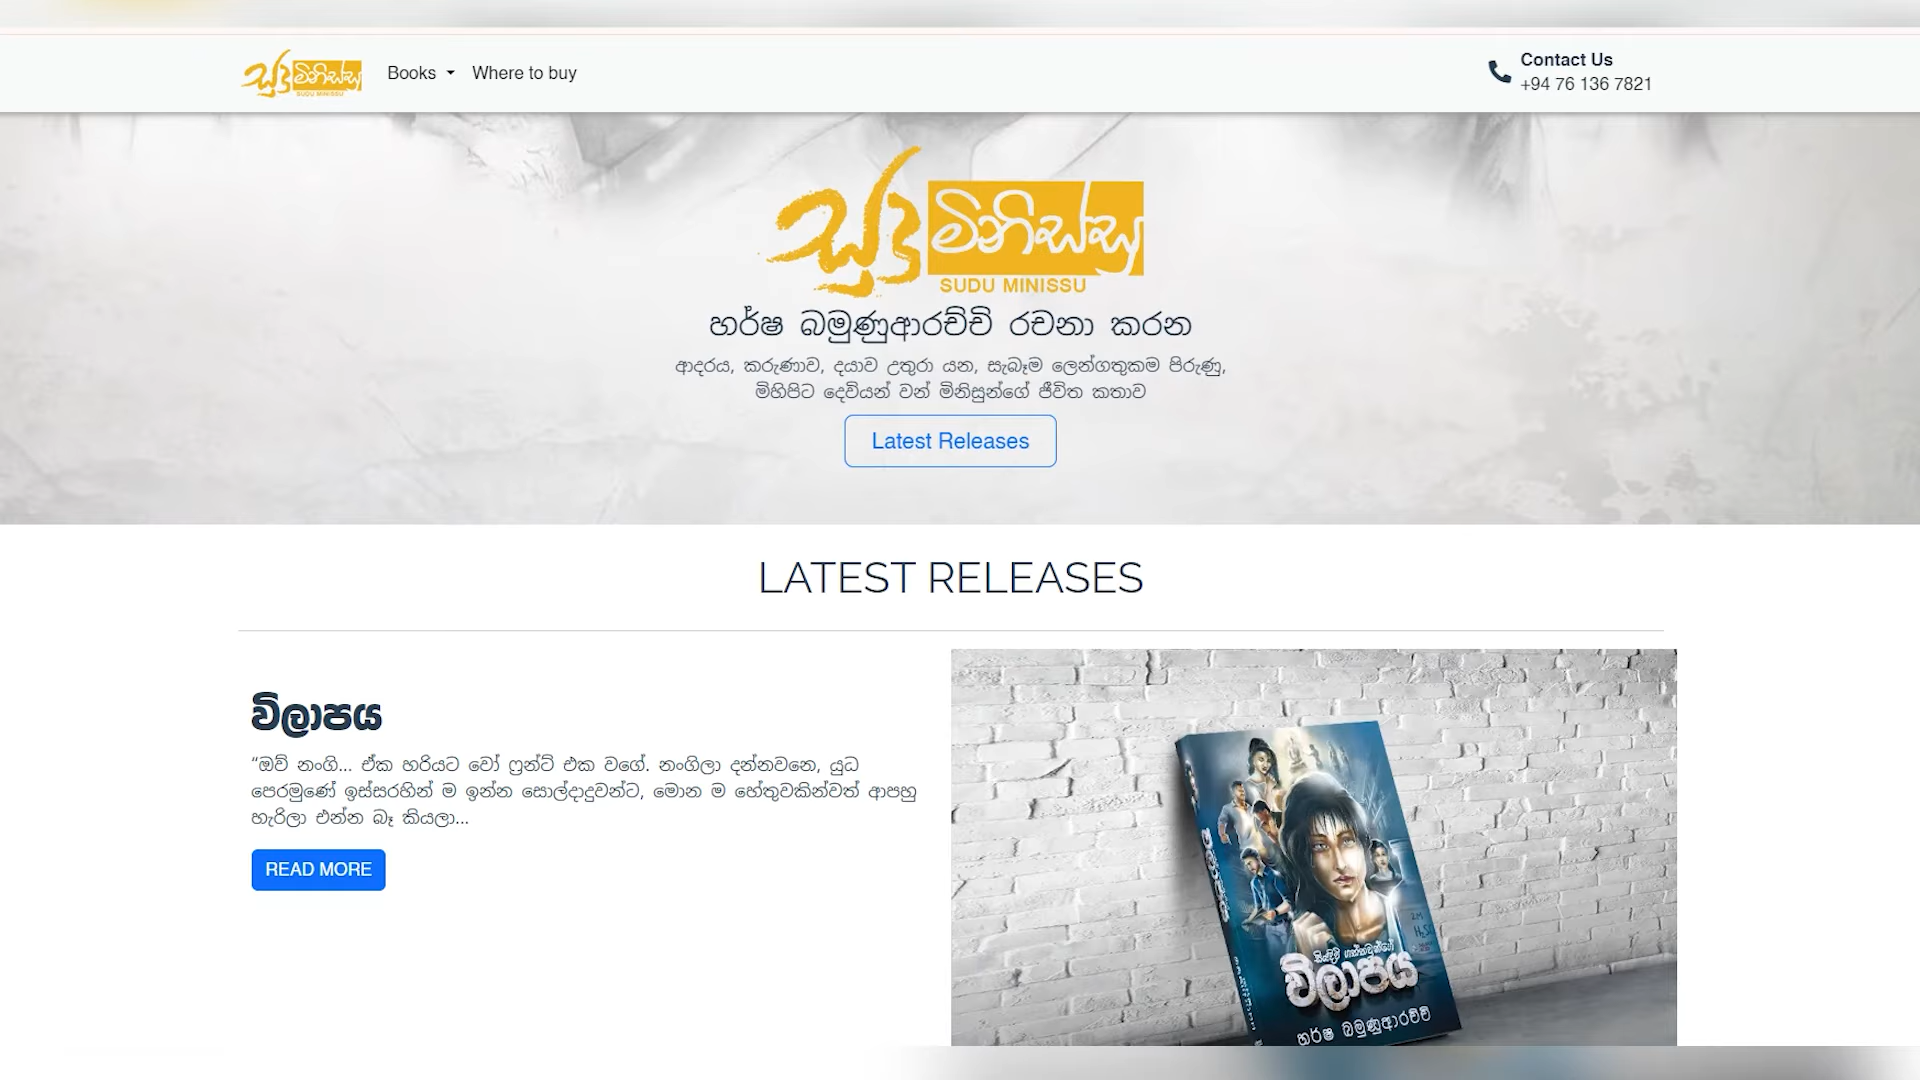 සුදු මිනිස්සු
SUDU MINISSU
Books
Where to buy
Contact Us
+94 76 136 7821
සුදු මිනිස්සු
SUDU MINISSU
හර්ෂ බමුණුආරච්චි රචනා කරන
ආදරය, කරුණාව, දයාව උතුරා යන, සැබෑම ලෙන්ගතුකම පිරුණු,
මිහිපිට දෙවියන් වන් මිනිසුන්ගේ ජීවිත කතාව
Latest Releases
LATEST RELEASES
විලාපය
“ඔව් නංගි... ඒක හරියට වෝ ෆ්‍රන්ට් එක වගේ. නංගිලා දන්නවනෙ, යුධ
පෙරමුණේ ඉස්සරහින් ම ඉන්න සොල්දාදුවන්ට, මොන ම හේතුවකින්වත් ආපහු
හැරිලා එන්න බෑ කියලා...
READ MORE
විලාපය
හර්ෂ බමුණුආරච්චි